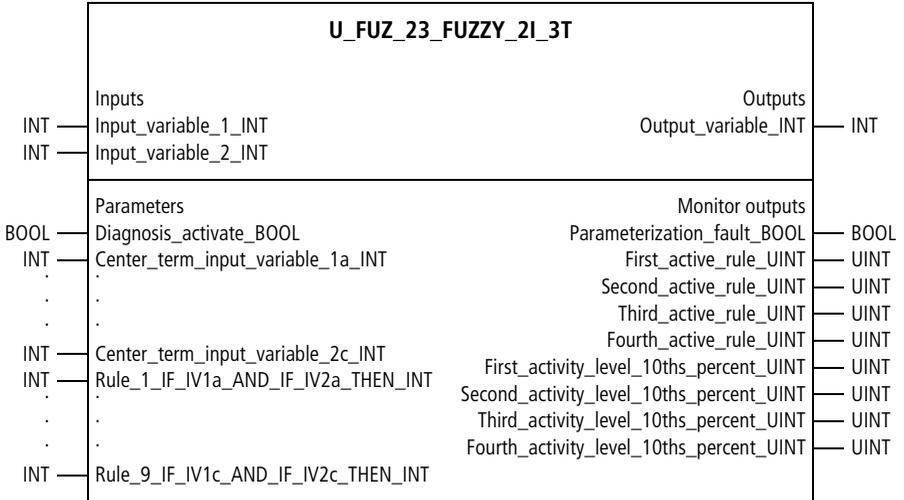 U_FUZ_23_FUZZY_2I_3T
Inputs Outputs
INT Input_variable_1_INT Output_variable_INT INT
INT Input_variable_2_INT
Parameters Monitor outputs
BOOL Diagnosis_activate_BOOL Parameterization_fault_BOOL BOOL
INT Center_term_input_variable_1a_INT First_active_rule_UINT UINT
. . Second_active_rule_UINT UINT
. . Third_active_rule_UINT UINT
. . Fourth_active_rule_UINT UINT
INT Center_term_input_variable_2c_INT First_activity_level_10ths_percent_UINT UINT
INT Rule_1_IF_IV1a_AND_IF_IV2a_THEN_INT Second_activity_level_10ths_percent_UINT UINT
. . Third_activity_level_10ths_percent_UINT UINT
. . Fourth_activity_level_10ths_percent_UINT UINT
. .
INT Rule_9_IF_IV1c_AND_IF_IV2c_THEN_INT